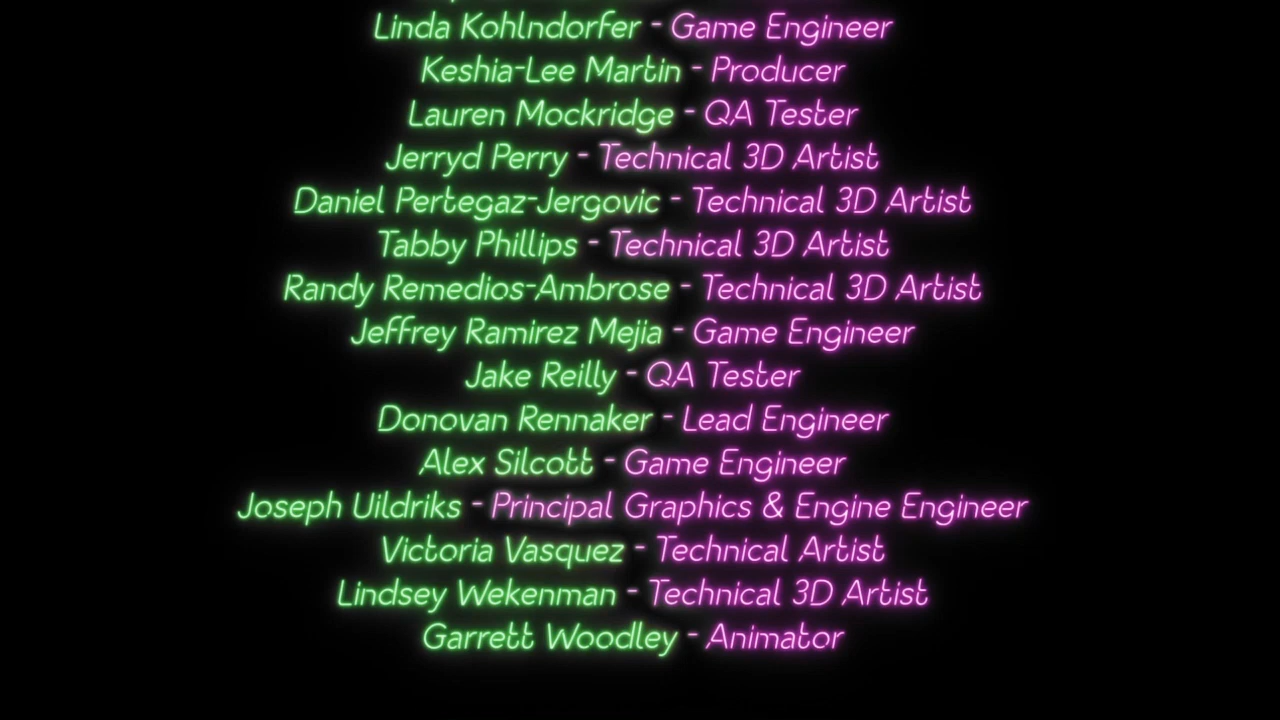 Linda Kohlndorfer - Game Engineer
Keshia-Lee Martin - Producer
Lauren Mockridge - QA Tester
Jerryd Perry - Technical 3D Artist
Daniel Pertegaz-Jergovic - Technical 3D Artist
Tabby Phillips - Technical 3D Artist
Randy Remedios-Ambrose - Technical 3D Artist
Jeffrey Ramirez Mejia - Game Engineer
Jake Reilly - QA Tester
Donovan Rennaker - Lead Engineer
Alex Silcott - Game Engineer
Joseph Uildriks - Principal Graphics & Engine Engineer
Victoria Vasquez - Technical Artist
Lindsey Wekenman - Technical 3D Artist
Garrett Woodley - Animator